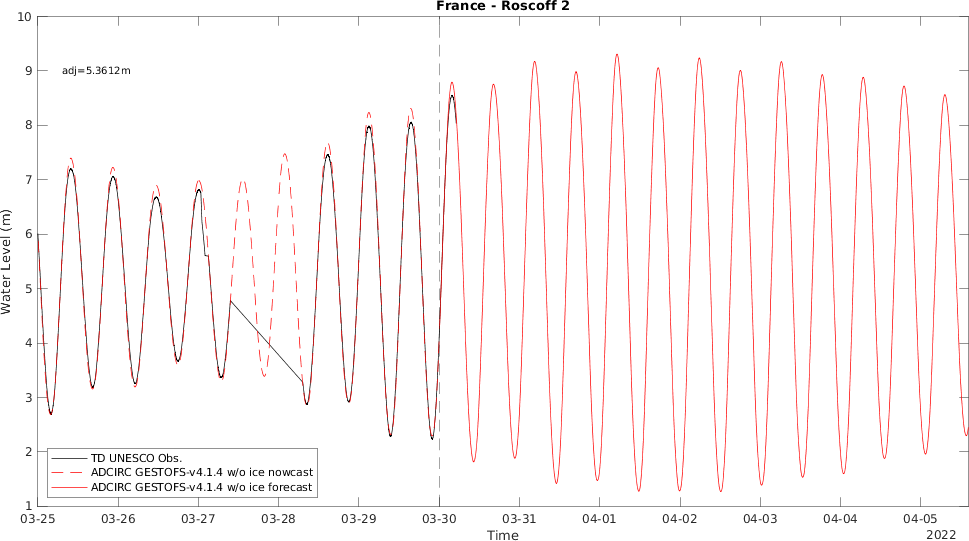 France - Roscoff 2
10
9
8
7
6
5
4
3
2
1
adj=5.3612m
Water Level (m)
TD UNESCO Obs.
ADCIRC GESTOFS-v4.1.4 w/o ice nowcast
ADCIRC GESTOFS-v4.1.4 w/o ice forecast
03-25 03-26 03-27 03-28 03-29 03-30 03-31 04-01 04-02 04-03 04-04 04-05
Time
2022